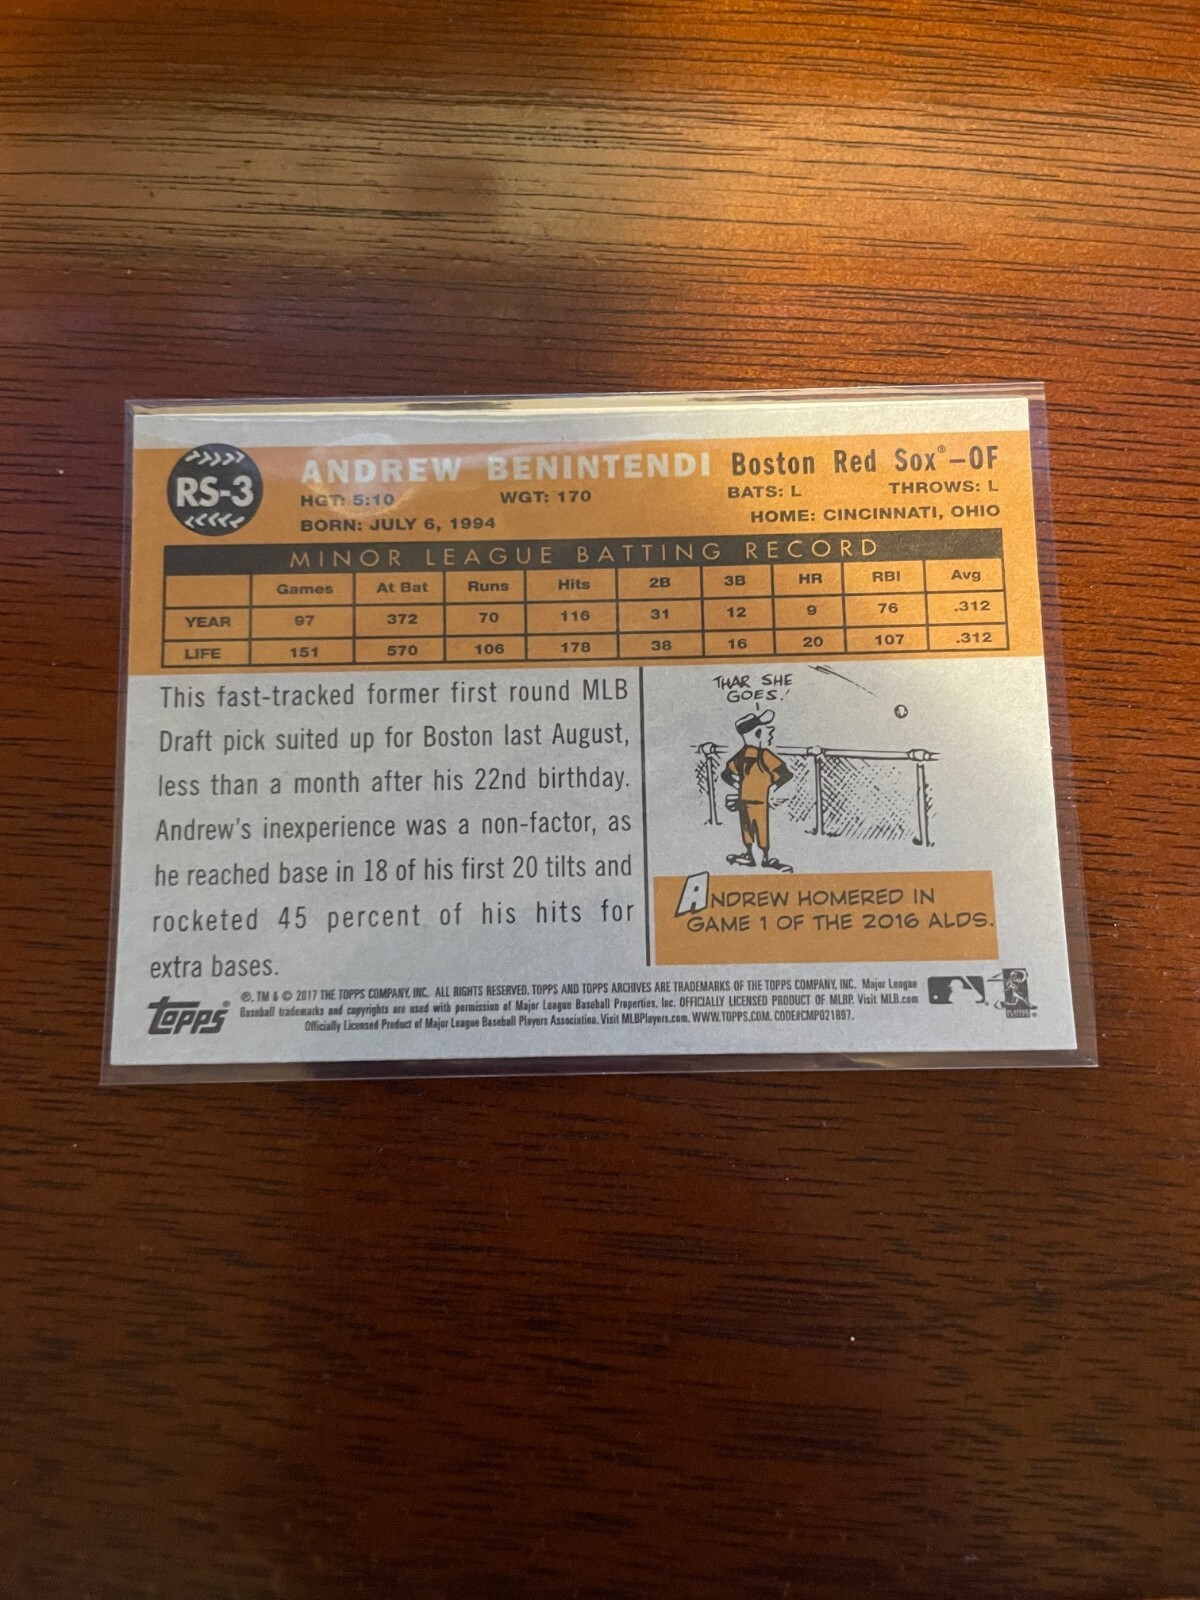 RS-3
ANDREW BENINTENDI Boston Red Sox®–OF
HGT: 5:10 WGT: 170 BATS: L THROWS: L
BORN: JULY 6, 1994 HOME: CINCINNATI, OHIO
MINOR LEAGUE BATTING RECORD
Games At Bat Runs Hits 2B 3B HR RBI Avg
YEAR 97 372 70 116 31 12 9 76 .312
LIFE 151 570 106 178 38 16 20 107 .312
This fast-tracked former first round MLB
Draft pick suited up for Boston last August,
less than a month after his 22nd birthday.
Andrew's inexperience was a non-factor, as
he reached base in 18 of his first 20 tilts and
rocketed 45 percent of his hits for
extra bases.
THAR SHE
GOES!
ANDREW HOMERED IN
GAME 1 OF THE 2016 ALDS.
Topps®
®, TM & © 2017 THE TOPPS COMPANY, INC. ALL RIGHTS RESERVED. TOPPS AND TOPPS ARCHIVES ARE TRADEMARKS OF THE TOPPS COMPANY, INC. Major League
Baseball trademarks and copyrights are used with permission of Major League Baseball Properties, Inc. OFFICIALLY LICENSED PRODUCT OF MLBP. Visit MLB.com
Officially Licensed Product of Major League Baseball Players Association. Visit MLBPlayers.com. WWW.TOPPS.COM. CODE#CMP021897.